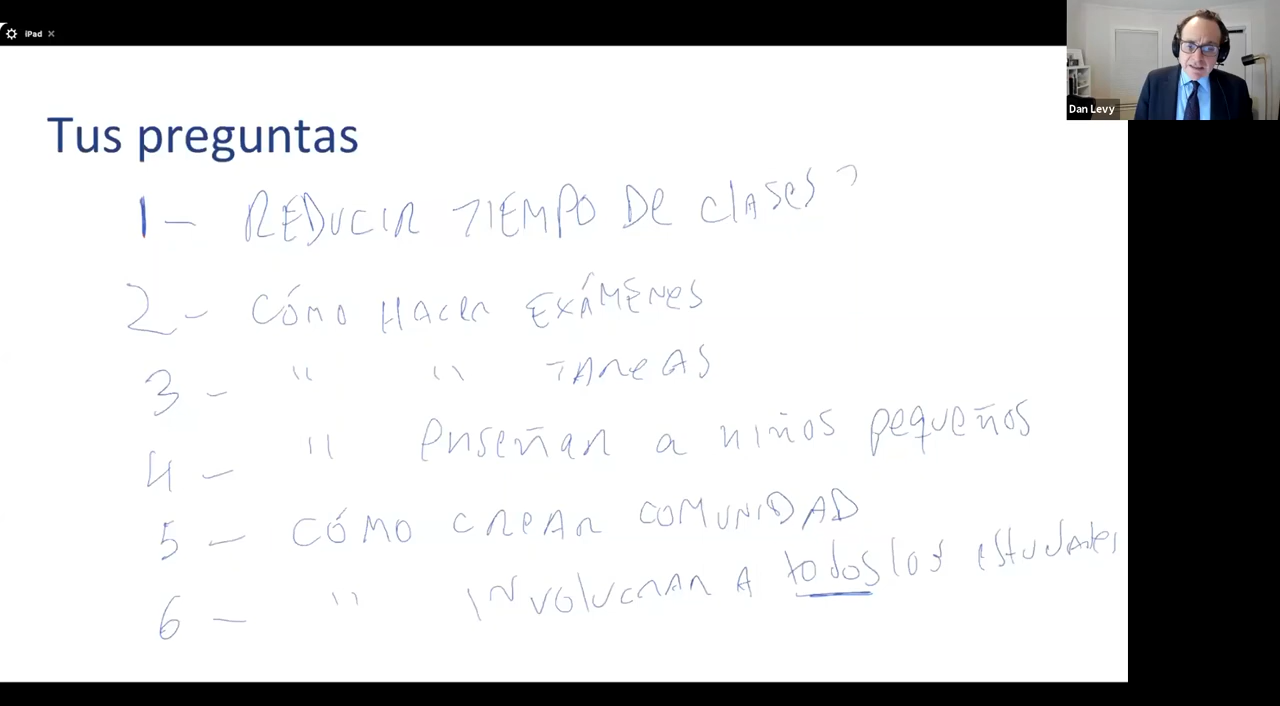 iPad
Dan Levy
Tus preguntas
1 - REDUCIR TIEMPO DE clases?
2 - CÓMO HACER EXÁMENES
3 - " " TAREAS
4 - " enseñar a niños pequeños
5 - CÓMO CREAR COMUNIDAD
6 - " INVOLUCRAR A todos los estudiantes